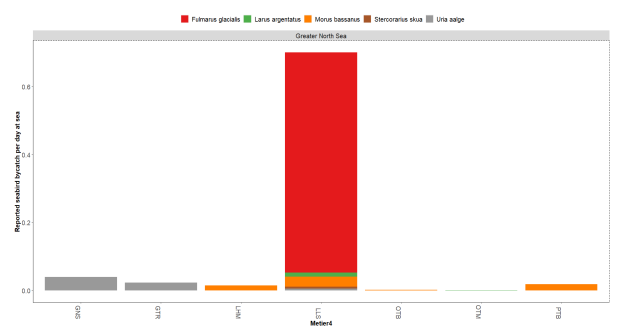 Fulmarus glacialis Larus argentatus Morus bassanus Stercorarius skua Uria aalge
Greater North Sea
Reported seabird bycatch per day at sea
0.6
0.4
0.2
0.0
GNS GTR LHM LLS OTB OTM PTB
Metier4